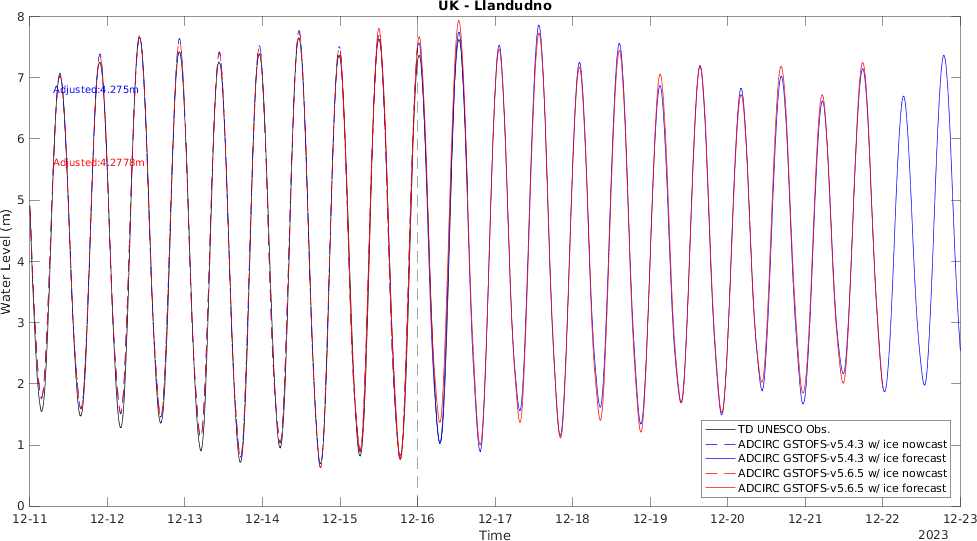 UK - Llandudno
8
7
6
5
4
3
2
1
0
Water Level (m)
Adjusted:4.275m
Adjusted:4.2778m
TD UNESCO Obs.
ADCIRC GSTOFS-v5.4.3 w/ ice nowcast
ADCIRC GSTOFS-v5.4.3 w/ ice forecast
ADCIRC GSTOFS-v5.6.5 w/ ice nowcast
ADCIRC GSTOFS-v5.6.5 w/ ice forecast
12-11 12-12 12-13 12-14 12-15 12-16 12-17 12-18 12-19 12-20 12-21 12-22 12-23
Time
2023